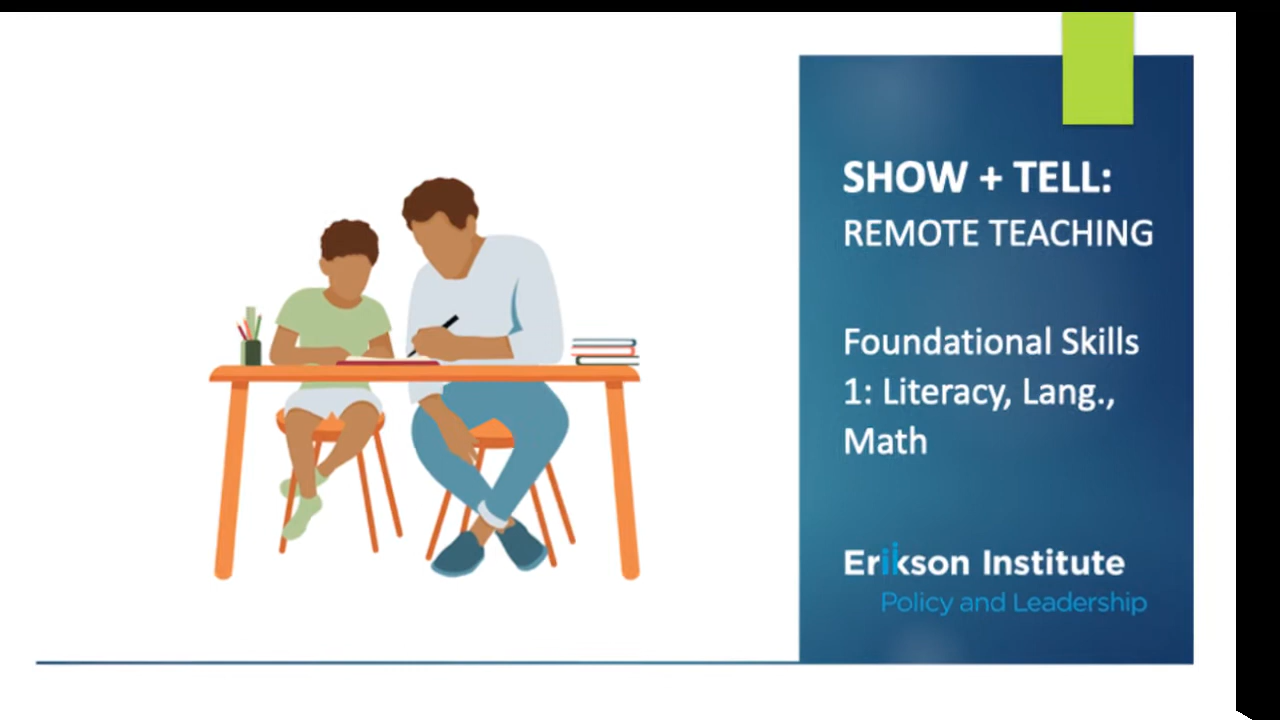 SHOW + TELL:
REMOTE TEACHING
Foundational Skills
1: Literacy, Lang.,
Math
Erikson Institute
Policy and Leadership